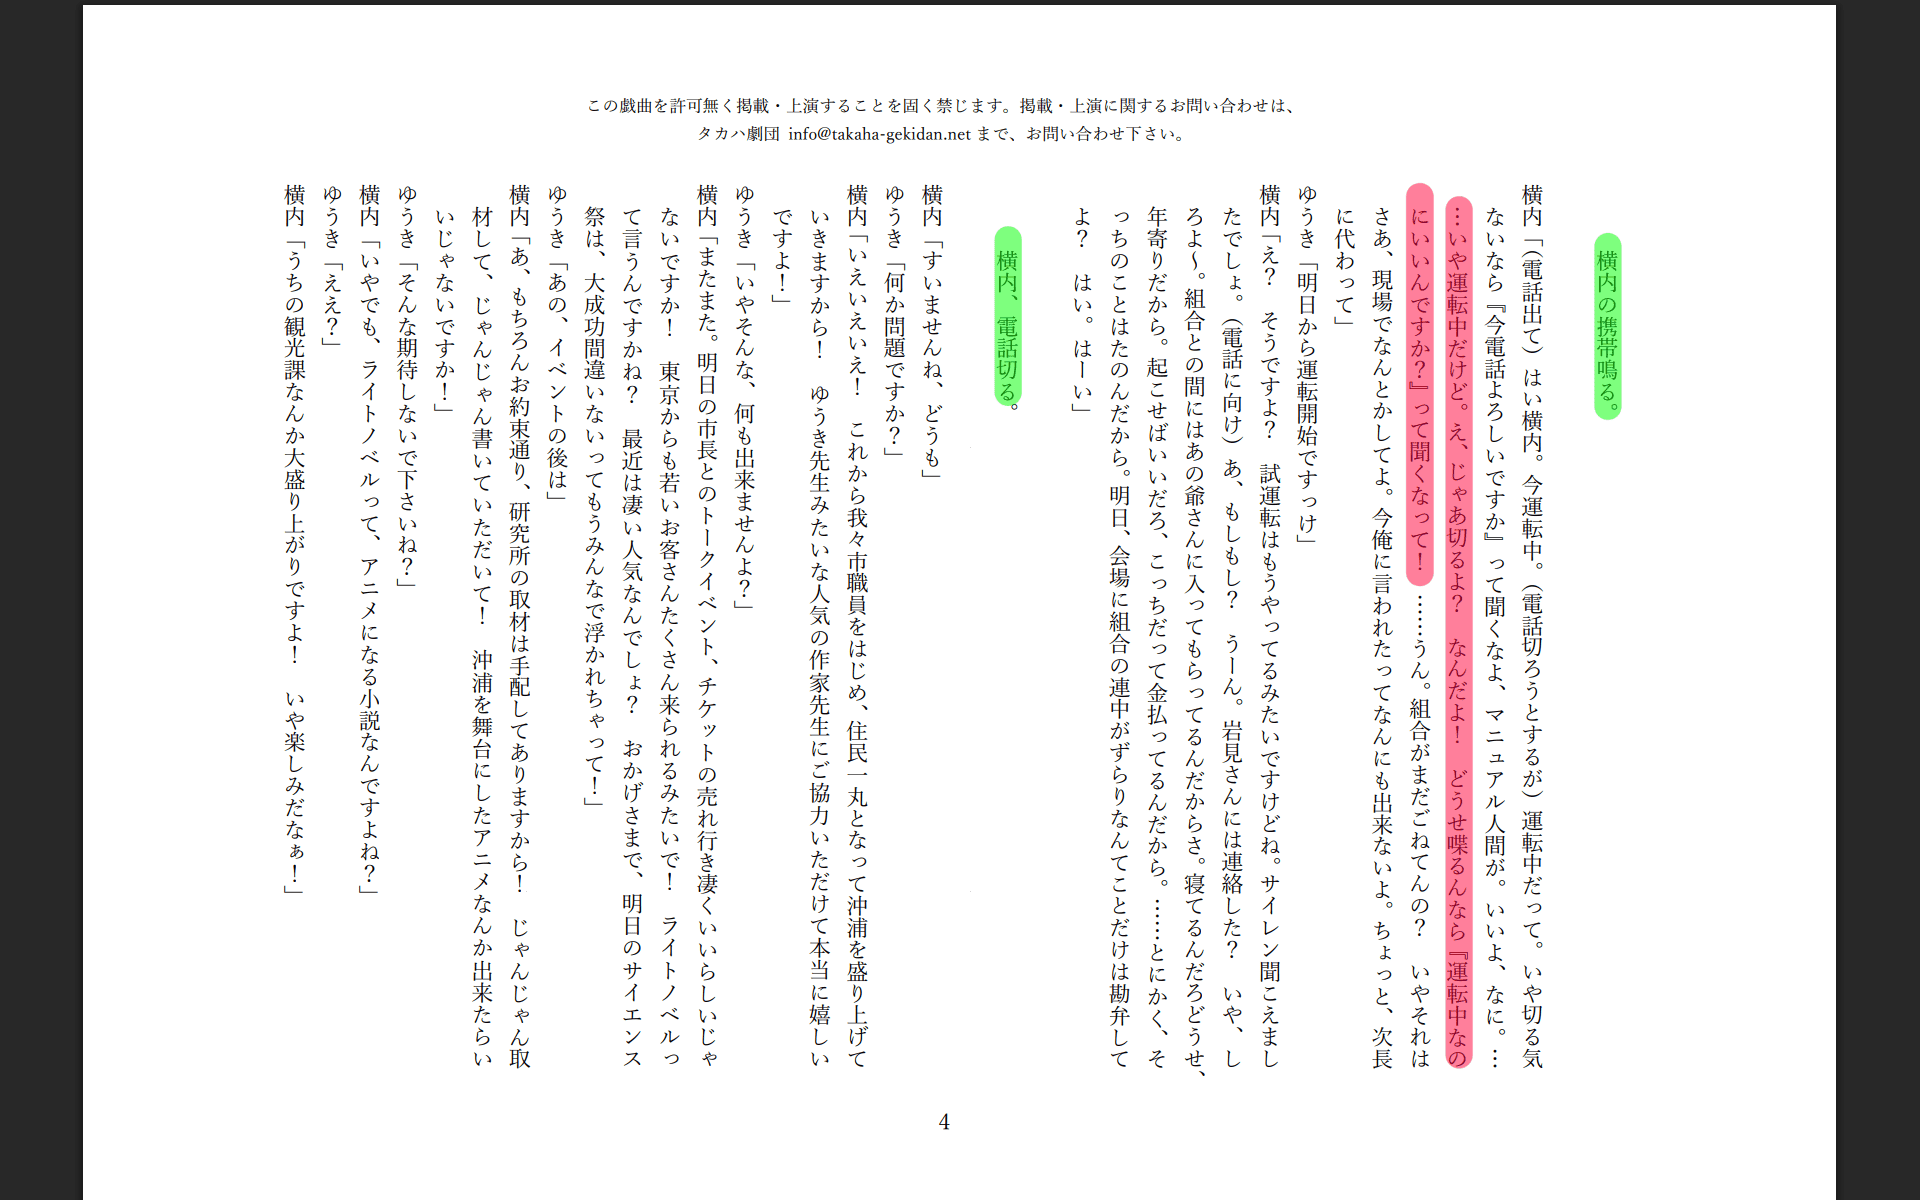 この戯曲を許可無く掲載・上演することを固く禁じます。掲載・上演に関するお問い合わせは、
タカハ劇団 info@takaha-gekidan.net まで、お問い合わせ下さい。
横内の携帯鳴る。
横内「（電話出て）はい横内。今運転中。（電話切ろうとするが）運転中だって。いや切る気
ないなら『今電話よろしいですか』って聞くなよ、マニュアル人間が。いいよ、なに。…
…いや運転中だけど。え、じゃあ切るよ？　なんだよ！　どうせ喋るんなら『運転中なの
にいいんですか？』って聞くなって！　……うん。組合がまだごねてんの？　いやそれは
さあ、現場でなんとかしてよ。今俺に言われたってなんにも出来ないよ。ちょっと、次長
に代わって」
ゆうき「明日から運転開始ですっけ」
横内「え？　そうですよ？　試運転はもうやってるみたいですけどね。サイレン聞こえまし
たでしょ。（電話に向け）あ、もしもし？　うーん。岩見さんには連絡した？　いや、し
ろよ〜。組合との間にはあの爺さんに入ってもらってるんだからさ。寝てるんだろどうせ、
年寄りだから。起こせばいいだろ、こっちだって金払ってるんだから。……とにかく、そ
っちのことはたのんだから。明日、会場に組合の連中がずらりなんてことだけは勘弁して
よ？　はい。はーい」
横内、電話切る。
横内「すいませんね、どうも」
ゆうき「何か問題ですか？」
横内「いえいえいえ！　これから我々市職員をはじめ、住民一丸となって沖浦を盛り上げて
いきますから！　ゆうき先生みたいな人気の作家先生にご協力いただけて本当に嬉しい
ですよ！」
ゆうき「いやそんな、何も出来ませんよ？」
横内「またまた。明日の市長とのトークイベント、チケットの売れ行き凄くいいらしいじゃ
ないですか！　東京からも若いお客さんたくさん来られるみたいで！　ライトノベルっ
て言うんですかね？　最近は凄い人気なんでしょ？　おかげさまで、明日のサイエンス
祭は、大成功間違いないってもうみんなで浮かれちゃって！」
ゆうき「あの、イベントの後は」
横内「あ、もちろんお約束通り、研究所の取材は手配してありますから！　じゃんじゃん取
材して、じゃんじゃん書いていただいて！　沖浦を舞台にしたアニメなんか出来たらい
いじゃないですか！」
ゆうき「そんな期待しないで下さいね？」
横内「いやでも、ライトノベルって、アニメになる小説なんですよね？」
ゆうき「ええ？」
横内「うちの観光課なんか大盛り上がりですよ！　いや楽しみだなぁ！」
4